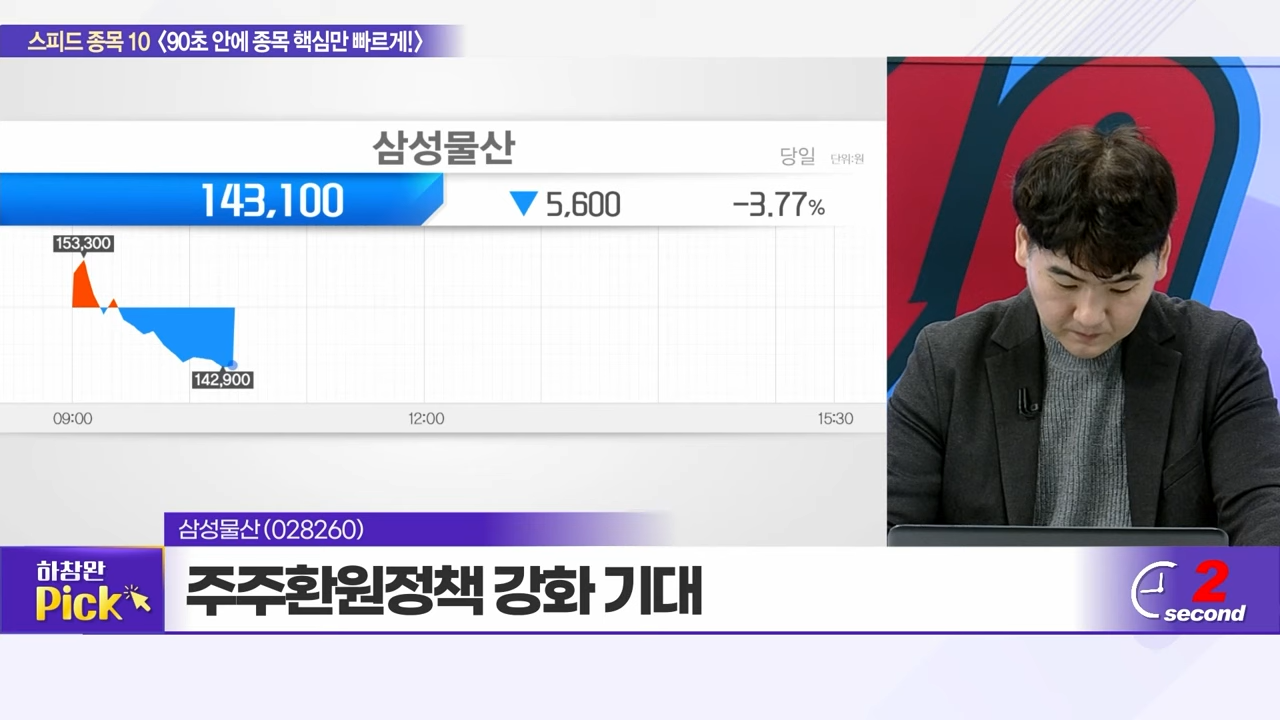 스피드 종목 10 〈90초 안에 종목 핵심만 빠르게!〉
삼성물산
당일 단위:원
143,100 ▼ 5,600 -3.77%
153,300
142,900
09:00 12:00 15:30
삼성물산(028260)
하창완
Pick
주주환원정책 강화 기대
2
second